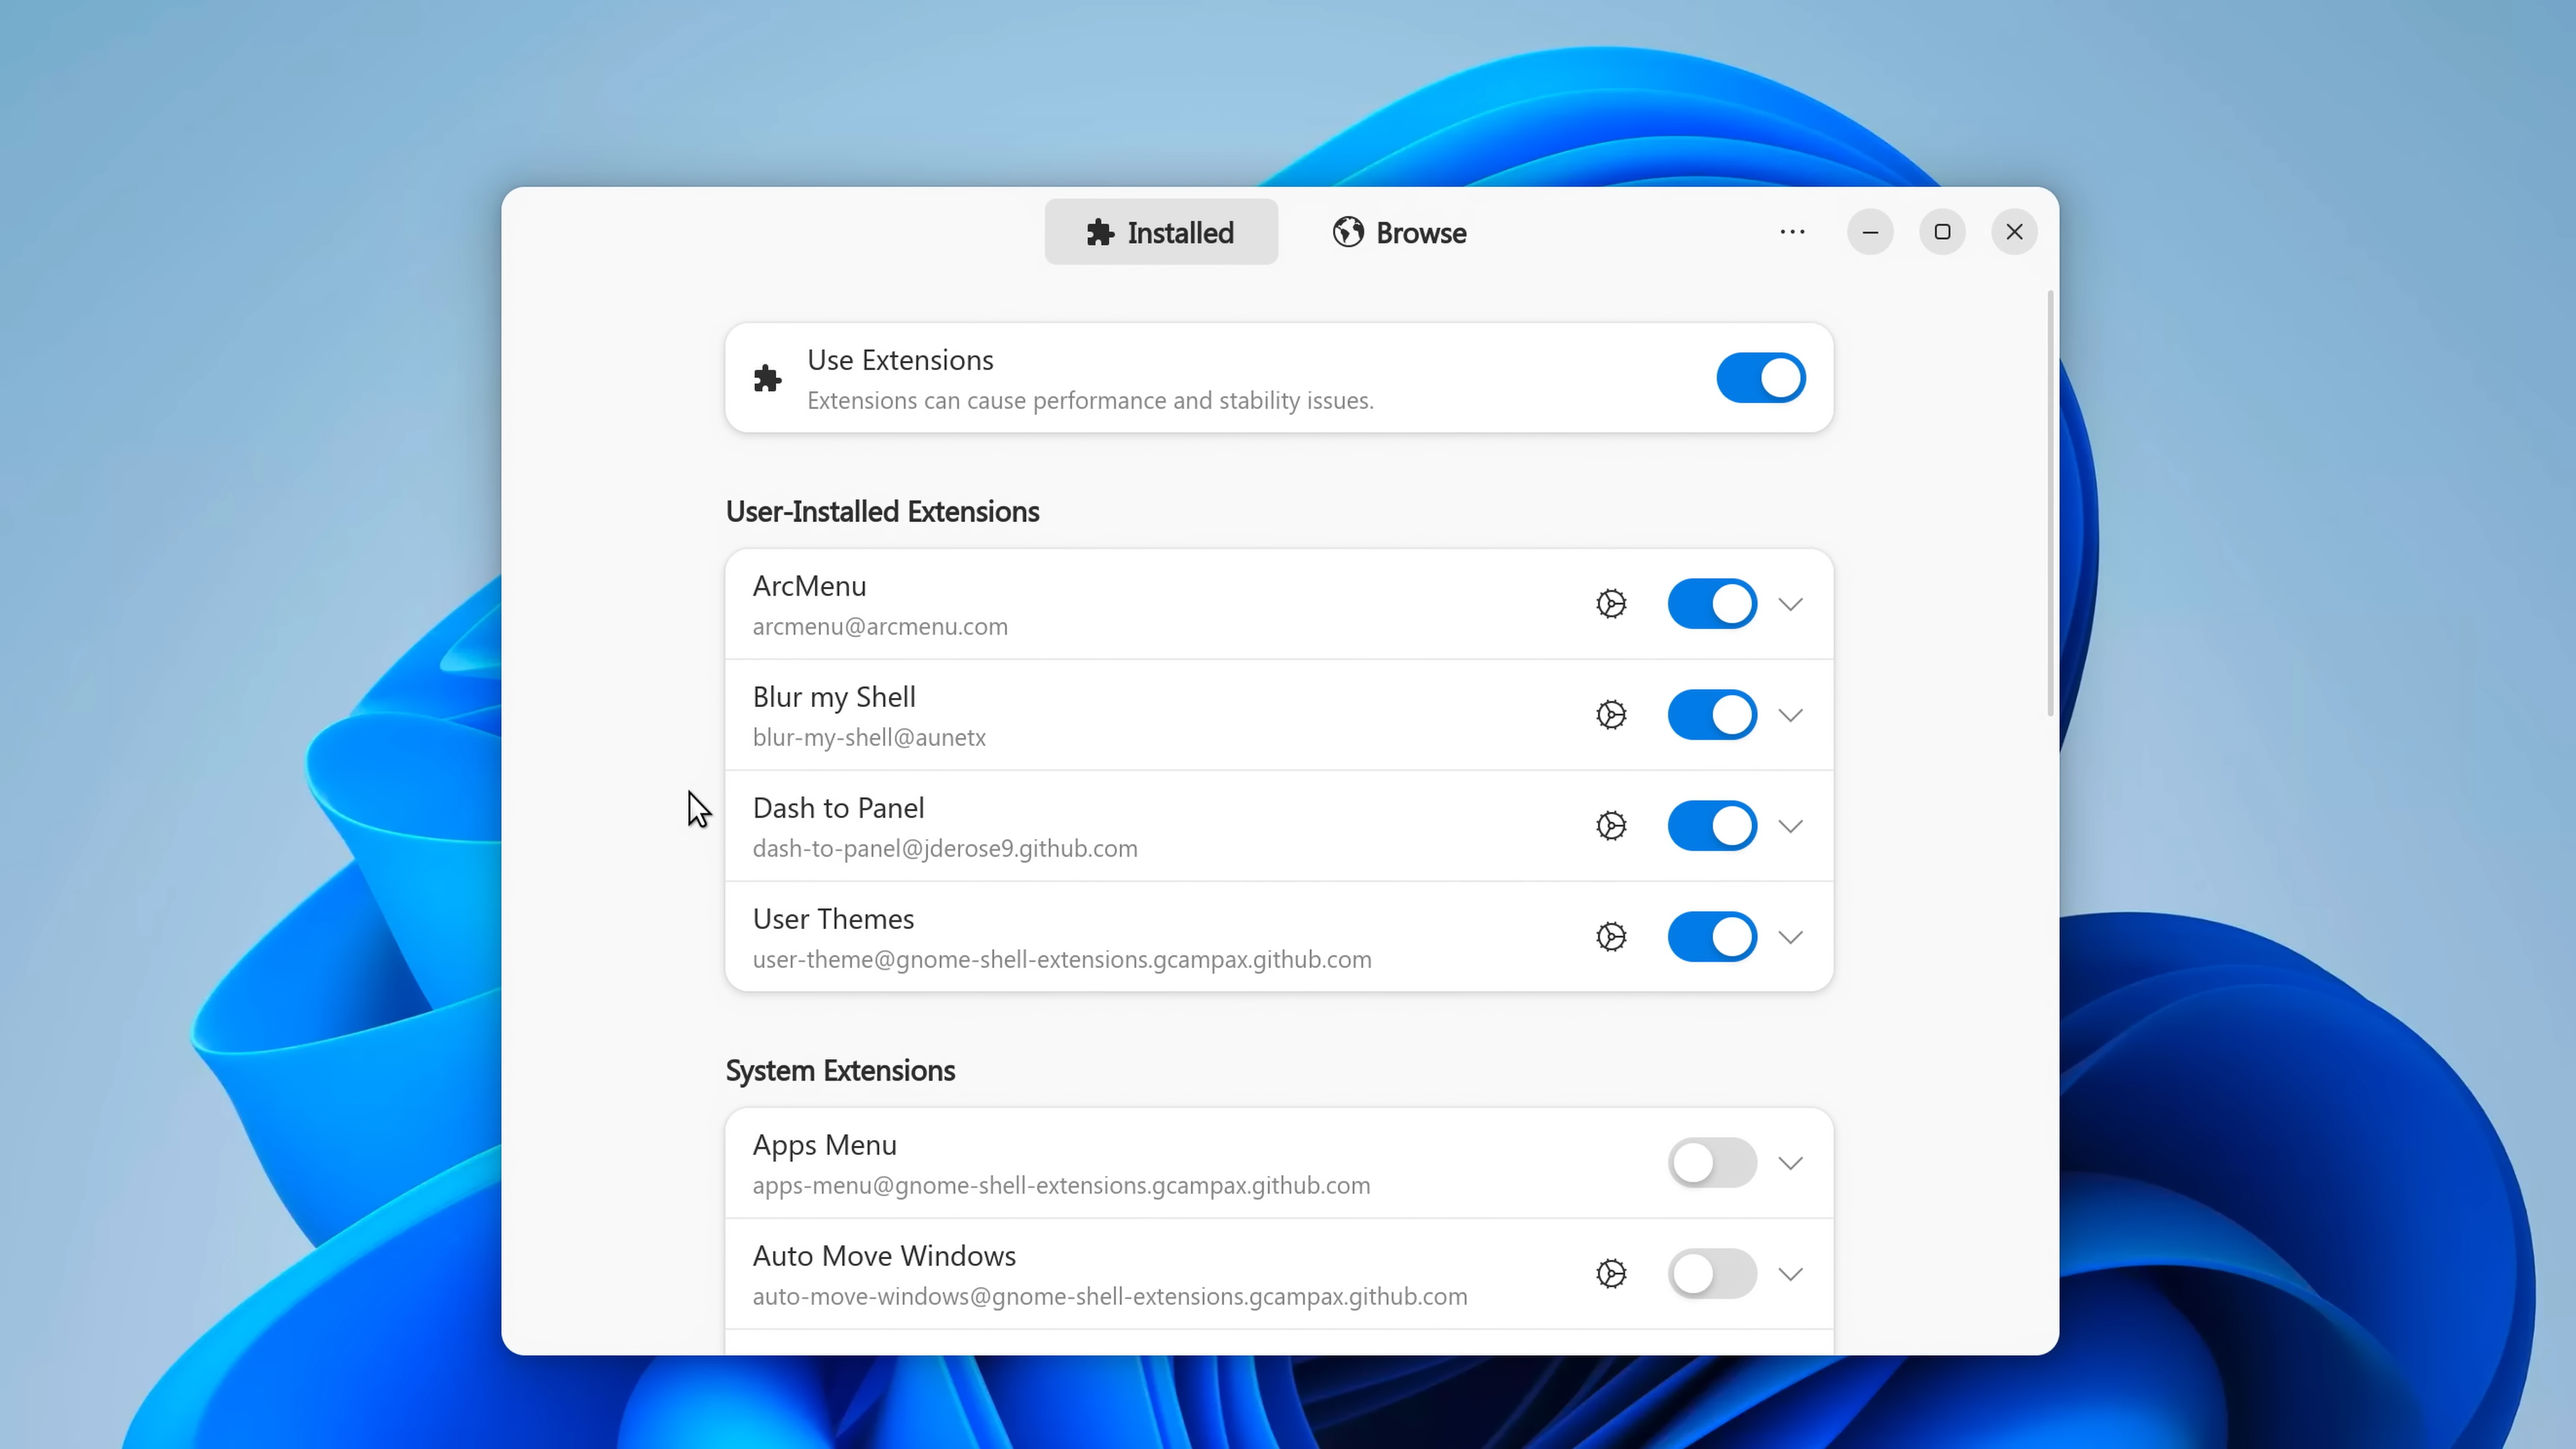 Installed
Browse
Use Extensions
Extensions can cause performance and stability issues.
User-Installed Extensions
ArcMenu
arcmenu@arcmenu.com
Blur my Shell
blur-my-shell@aunetx
Dash to Panel
dash-to-panel@jderose9.github.com
User Themes
user-theme@gnome-shell-extensions.gcampax.github.com
System Extensions
Apps Menu
apps-menu@gnome-shell-extensions.gcampax.github.com
Auto Move Windows
auto-move-windows@gnome-shell-extensions.gcampax.github.com